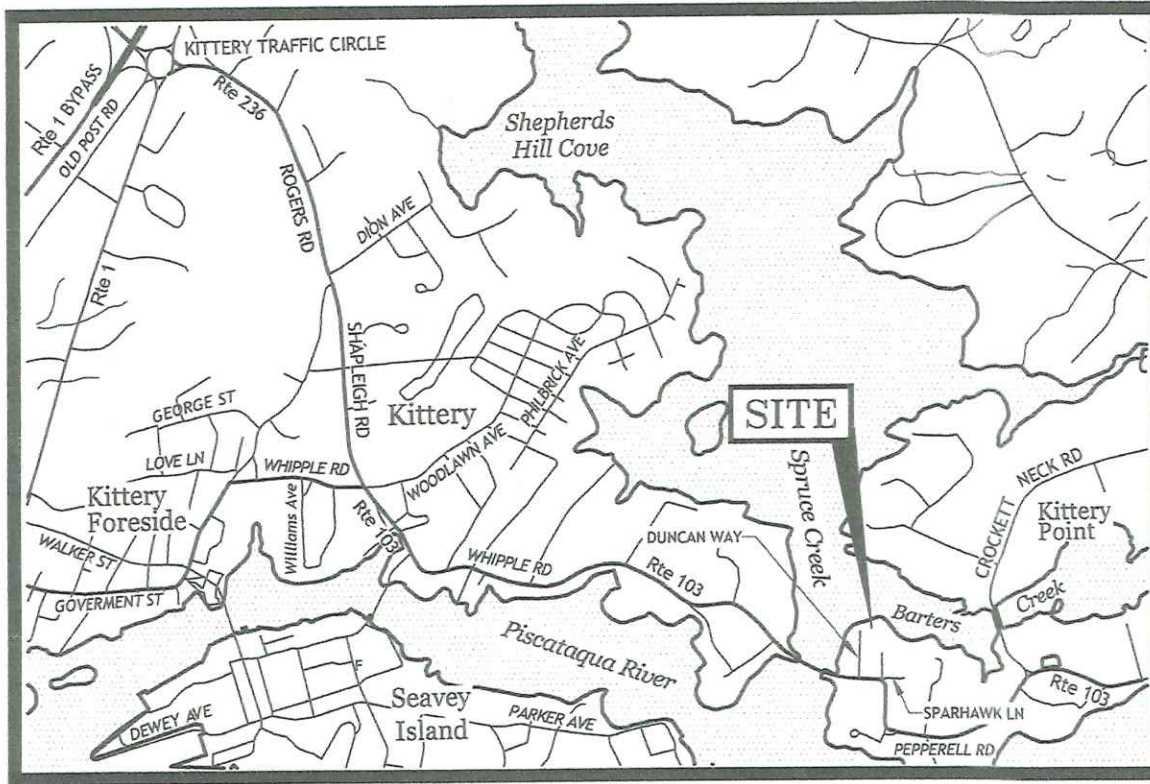 KITTERY TRAFFIC CIRCLE
Rte 1 BYPASS
OLD POST RD
Rte 236
Shepherds
Hill Cove
ROGERS RD
DION AVE
Rte 1
SHAPLEIGH RD
PHILBRICK AVE
Kittery
SITE
GEORGE ST
WOODLAWN AVE
LOVE LN
WHIPPLE RD
Spruce Creek
CROCKETT NECK RD
Kittery
Point
Kittery
Foreside
Williams Ave
Rte 103
DUNCAN WAY
WALKER ST
WHIPPLE RD
Rte 103
GOVERMENT ST
Barters Creek
Piscataqua River
F
Seavey
Island
Rte 103
SPARHAWK LN
DEWEY AVE
PARKER AVE
PEPPERELL RD